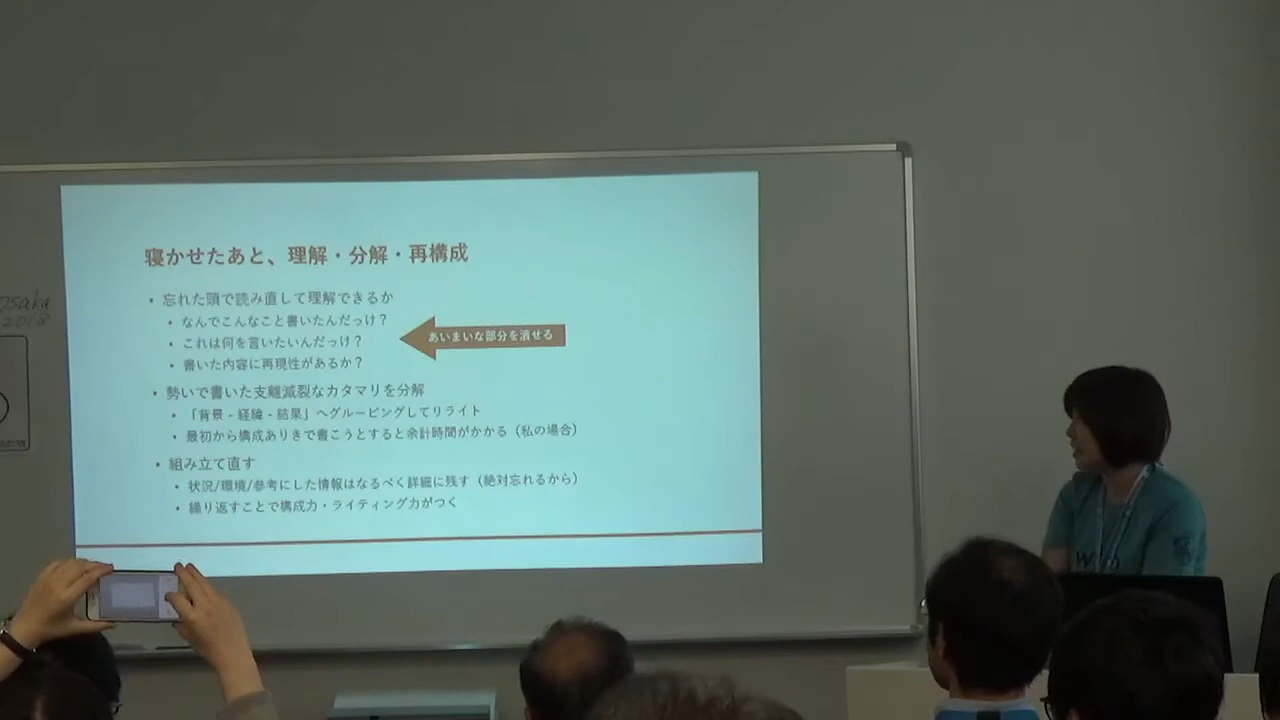 寝かせたあと、理解・分解・再構成
• 忘れた頭で読み直して理解できるか
• なんでこんなこと書いたんだっけ？
• これは何を言いたいんだっけ？
• 書いた内容に再現性があるか？
あいまいな部分を潰せる
• 勢いで書いた支離滅裂なカタマリを分解
• 「背景 - 経緯 - 結果」へグルーピングしてリライト
• 最初から構成ありきで書こうとすると余計時間がかかる（私の場合）
• 組み立て直す
• 状況/環境/参考にした情報はなるべく詳細に残す（絶対忘れるから）
• 繰り返すことで構成力・ライティング力がつく
osaka
2018